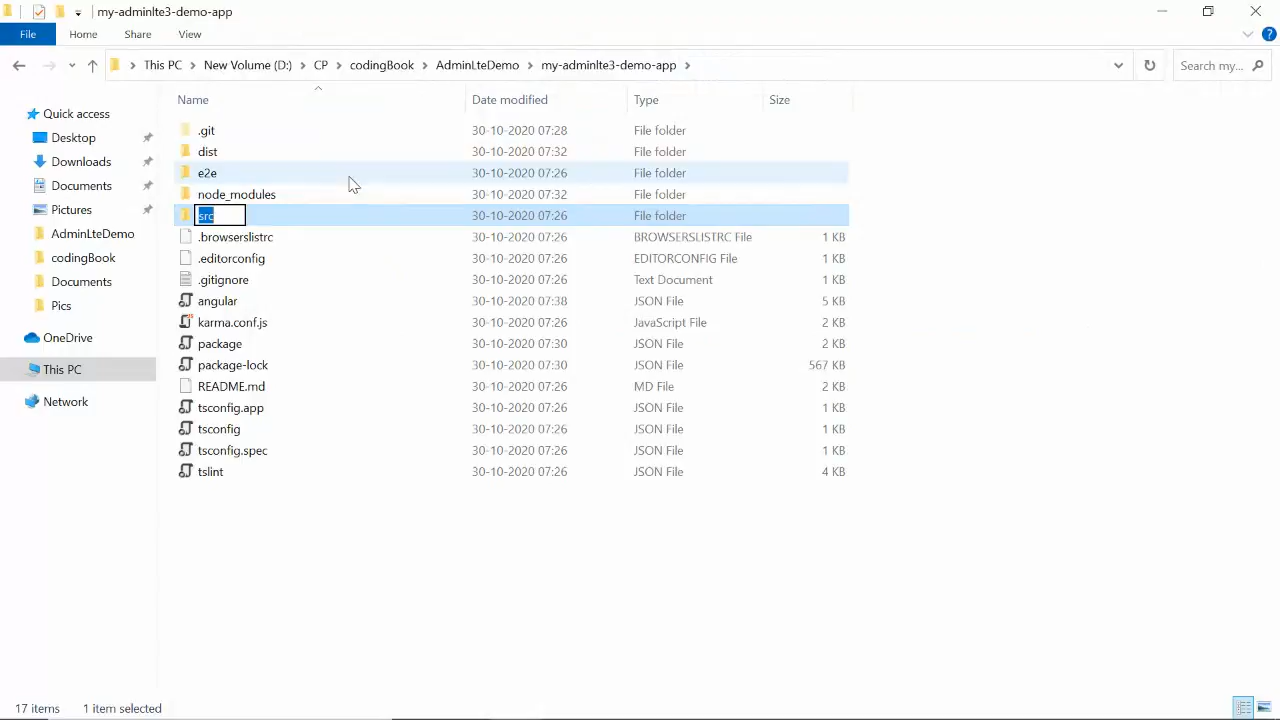 my-adminlte3-demo-app
File Home Share View
This PC New Volume (D:) CP codingBook AdminLteDemo my-adminlte3-demo-app Search my...
Name Date modified Type Size
Quick access
Desktop
Downloads
Documents
Pictures
AdminLteDemo
codingBook
Documents
Pics
OneDrive
This PC
Network
.git 30-10-2020 07:28 File folder
dist 30-10-2020 07:32 File folder
e2e 30-10-2020 07:26 File folder
node_modules 30-10-2020 07:32 File folder
src 30-10-2020 07:26 File folder
.browserslistrc 30-10-2020 07:26 BROWSERSLISTRC File 1 KB
.editorconfig 30-10-2020 07:26 EDITORCONFIG File 1 KB
.gitignore 30-10-2020 07:26 Text Document 1 KB
angular 30-10-2020 07:38 JSON File 5 KB
karma.conf.js 30-10-2020 07:26 JavaScript File 2 KB
package 30-10-2020 07:30 JSON File 2 KB
package-lock 30-10-2020 07:30 JSON File 567 KB
README.md 30-10-2020 07:26 MD File 2 KB
tsconfig.app 30-10-2020 07:26 JSON File 1 KB
tsconfig 30-10-2020 07:26 JSON File 1 KB
tsconfig.spec 30-10-2020 07:26 JSON File 1 KB
tslint 30-10-2020 07:26 JSON File 4 KB
17 items 1 item selected